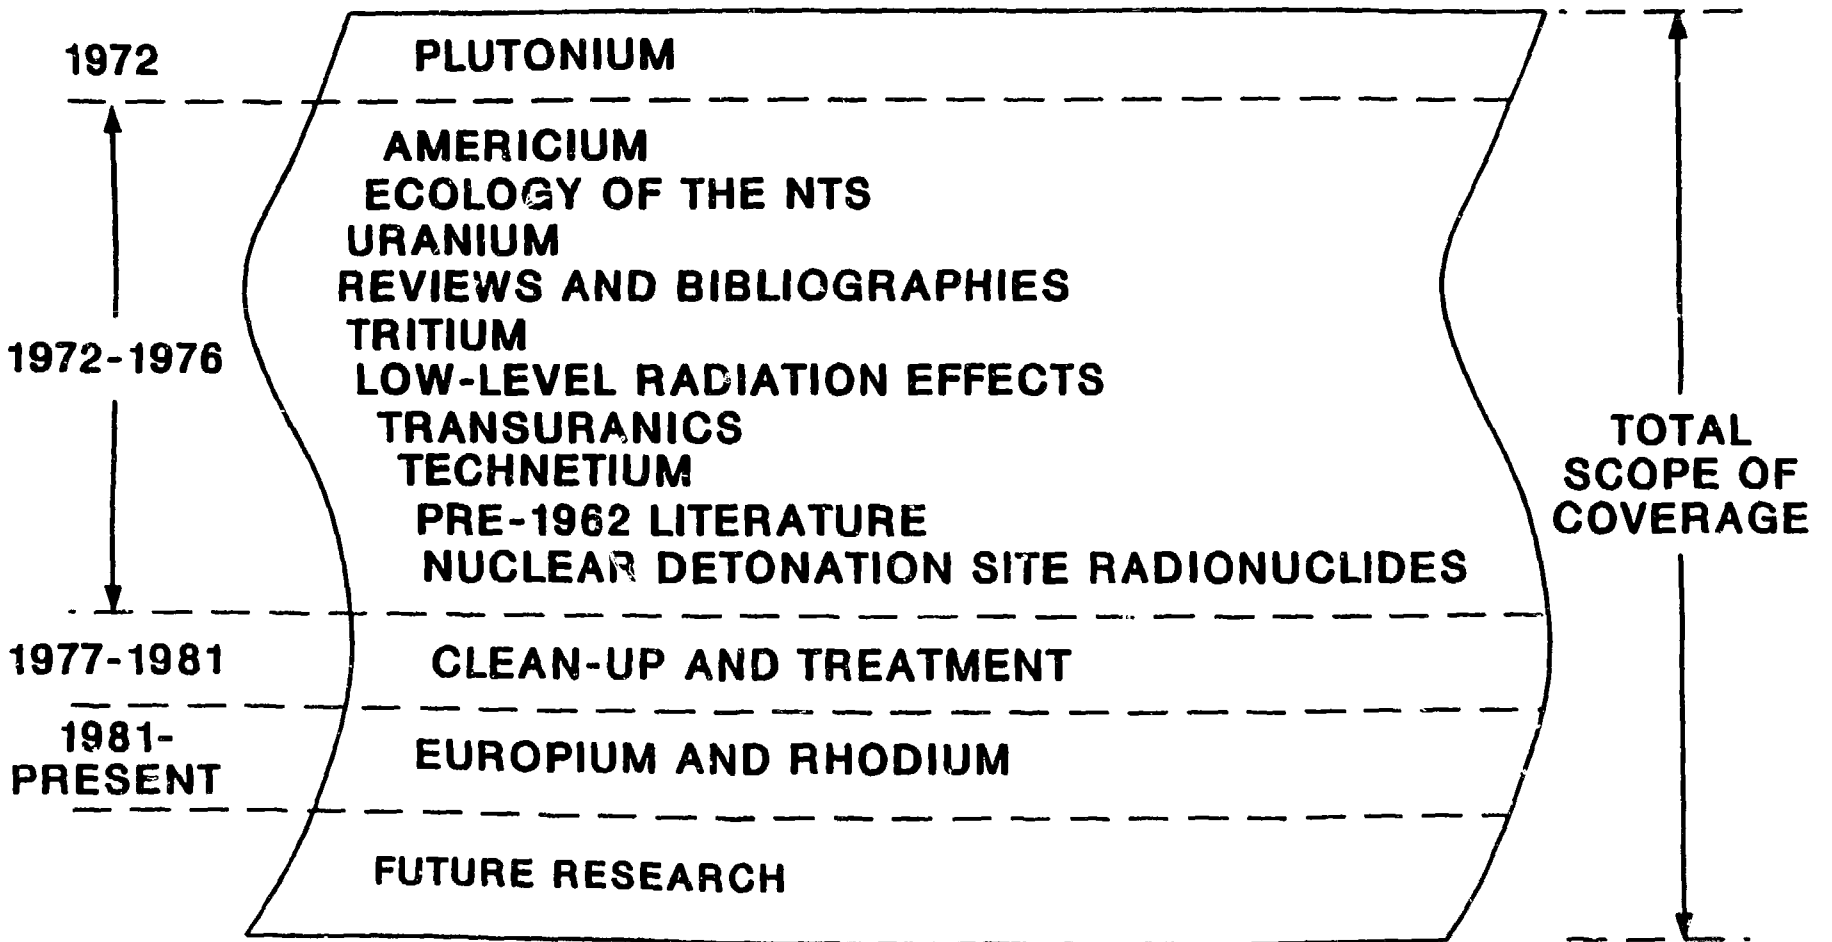 1972
PLUTONIUM
1972-1976
AMERICIUM
ECOLOGY OF THE NTS
URANIUM
REVIEWS AND BIBLIOGRAPHIES
TRITIUM
LOW-LEVEL RADIATION EFFECTS
TRANSURANICS
TECHNETIUM
PRE-1962 LITERATURE
NUCLEAR DETONATION SITE RADIONUCLIDES
1977-1981
CLEAN-UP AND TREATMENT
1981-
PRESENT
EUROPIUM AND RHODIUM
FUTURE RESEARCH
TOTAL
SCOPE OF
COVERAGE